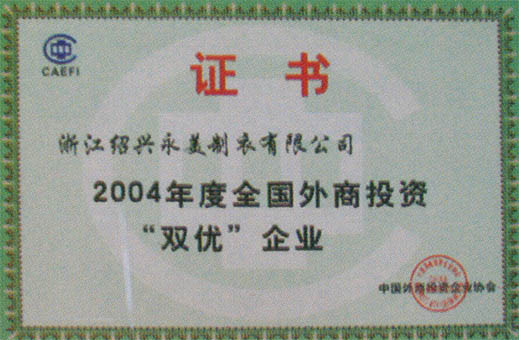 CAEFI
证书
浙江绍兴永美制衣有限公司
2004年度全国外商投资
“双优”企业
中国外商投资企业协会